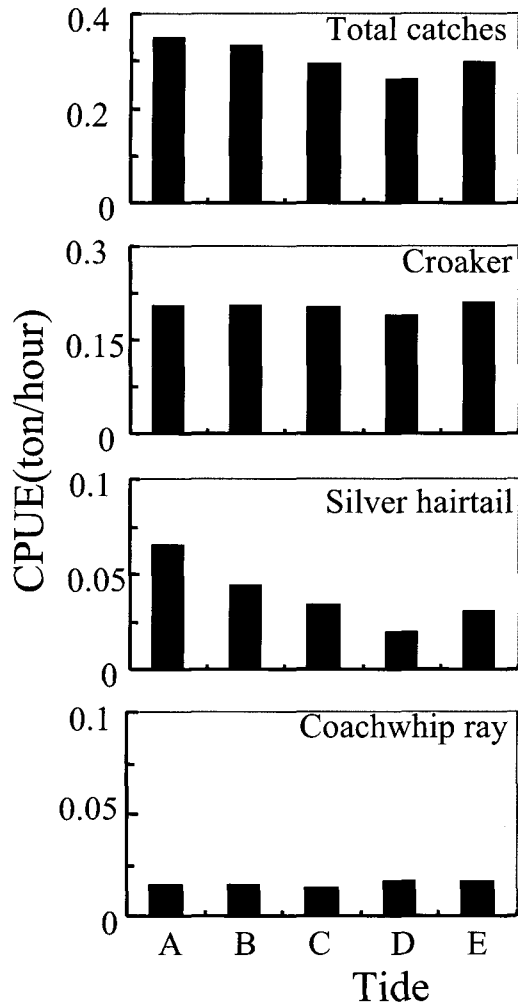 Total catches
0.4
0.2
0
Croaker
0.3
0.15
0
Silver hairtail
0.1
0.05
0
Coachwhip ray
0.1
0.05
0
CPUE(ton/hour)
A B C D E
Tide